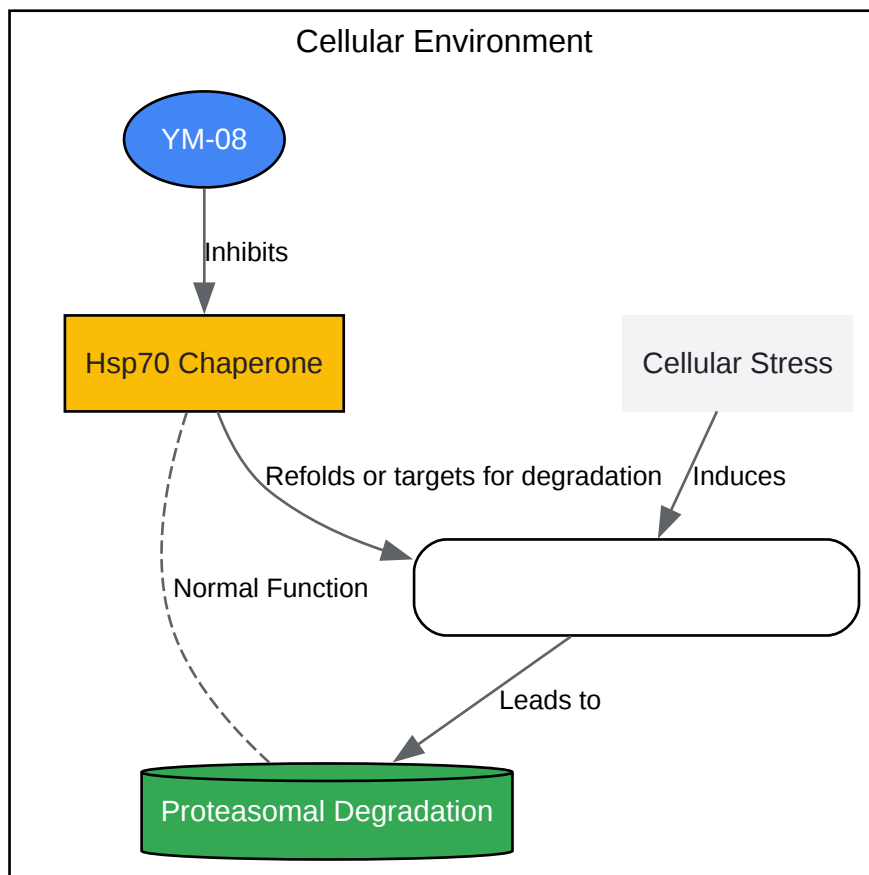 Cellular Environment
YM-08
Inhibits
Hsp70 Chaperone
Cellular Stress
Refolds or targets for degradation
Induces
Normal Function
Leads to
Proteasomal Degradation